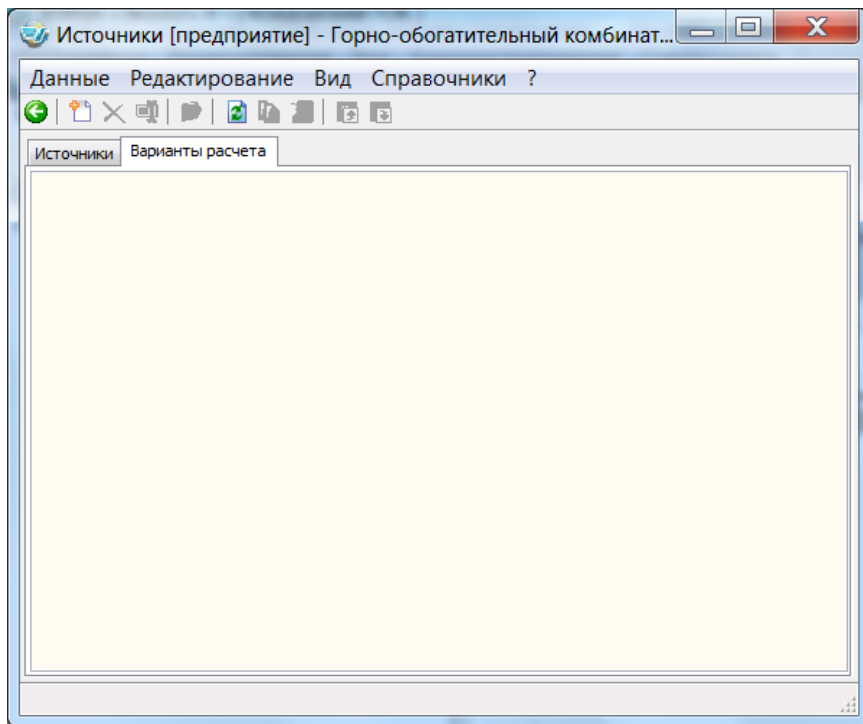 Источники [предприятие] - Горно-обогатительный комбинат...
Данные Редактирование Вид Справочники ?
Источники Варианты расчета